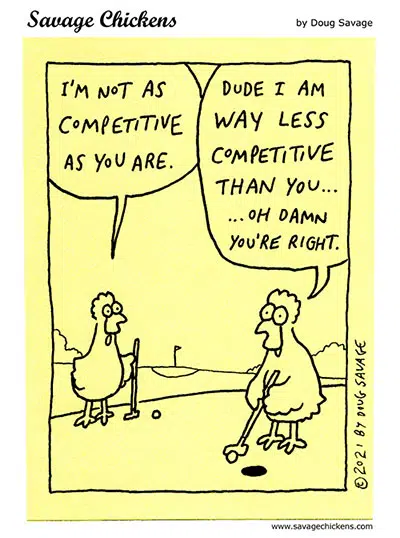 Savage Chickens
by Doug Savage
I'M NOT AS
COMPETITIVE
AS YOU ARE.
DUDE I AM
WAY LESS
COMPETITIVE
THAN YOU...
...OH DAMN
YOU'RE RIGHT.
©2021 BY DOUG SAVAGE
www.savagechickens.com